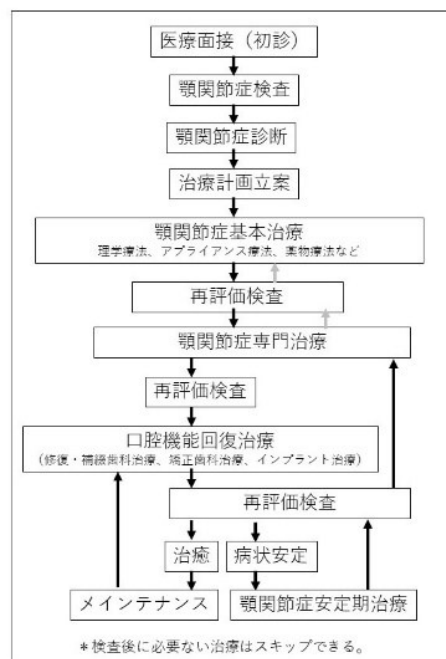 医療面接（初診）
顎関節症検査
顎関節症診断
治療計画立案
顎関節症基本治療
理学療法、アプライアンス療法、薬物療法など
再評価検査
顎関節症専門治療
再評価検査
口腔機能回復治療
（修復・補綴歯科治療、矯正歯科治療、インプラント治療）
再評価検査
治癒
病状安定
メインテナンス
顎関節症安定期治療
＊検査後に必要ない治療はスキップできる。